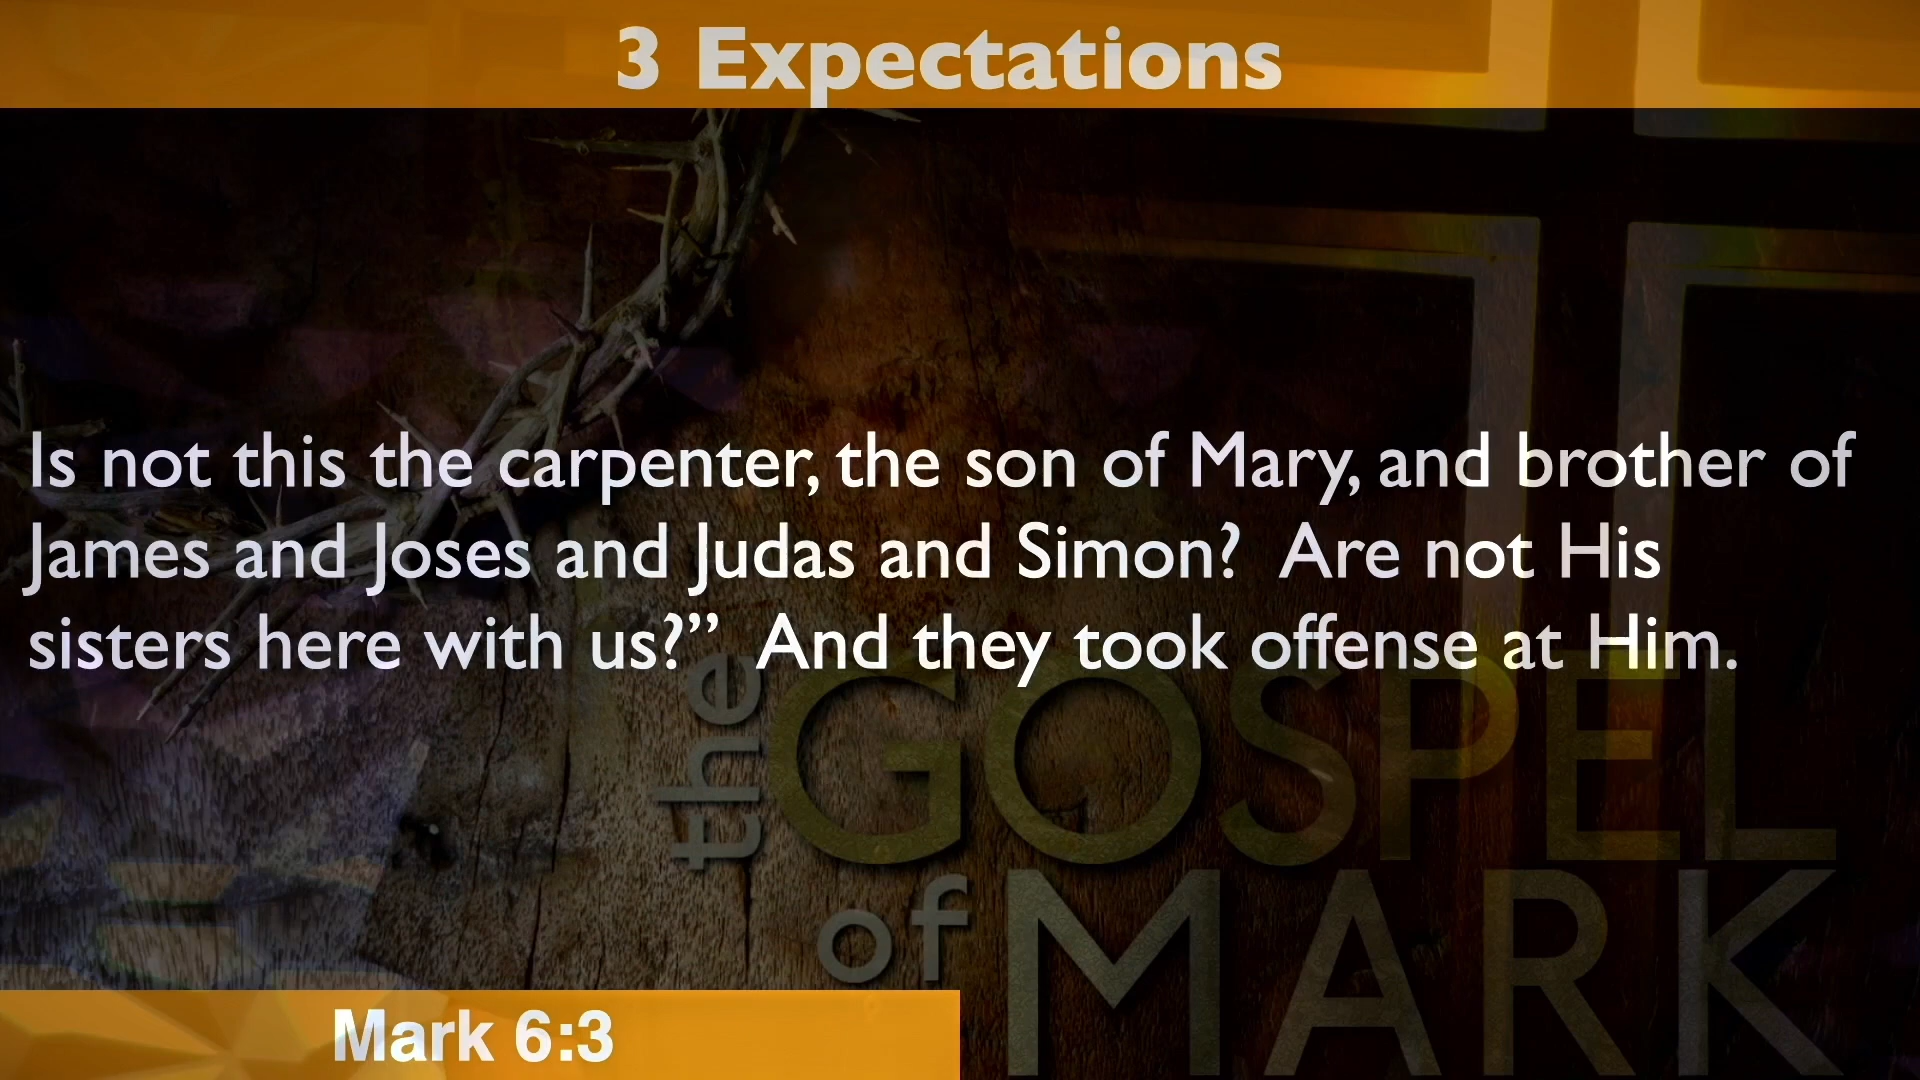 3 Expectations
Is not this the carpenter, the son of Mary, and brother of
James and Joses and Judas and Simon?  Are not His
sisters here with us?”  And they took offense at Him.
the GOSPEL
of MARK
Mark 6:3